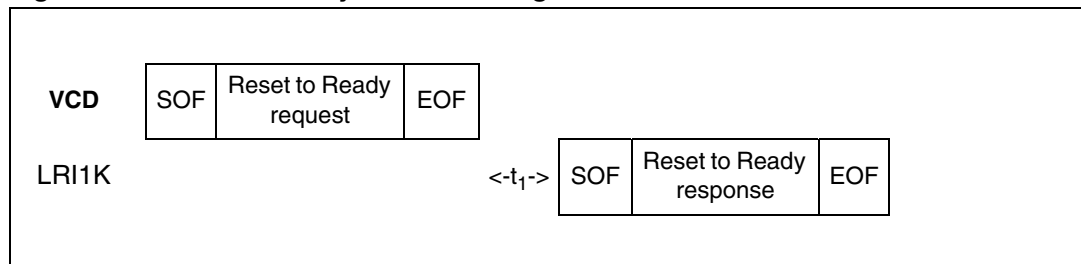 VCD SOF Reset to Ready request EOF
LRI1K <-t₁-> SOF Reset to Ready response EOF